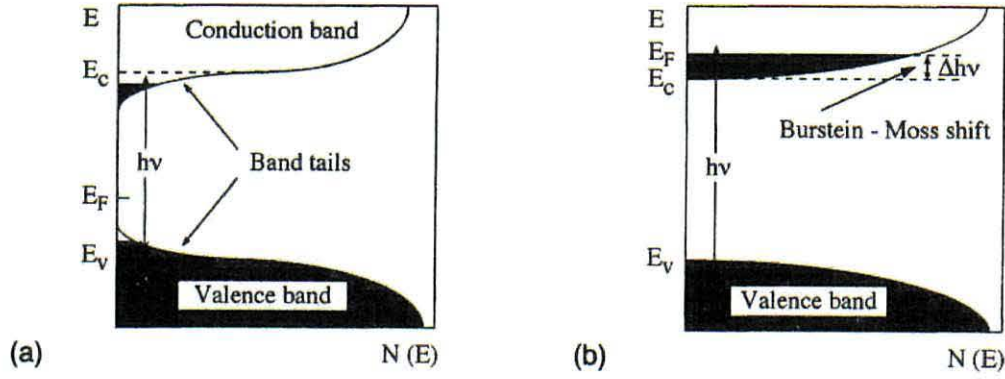 E
Conduction band
E_C
hν
Band tails
E_F
E_V
Valence band
(a)
N (E)
E
E_F
E_C
Δhν
Burstein - Moss shift
hν
E_V
Valence band
(b)
N (E)